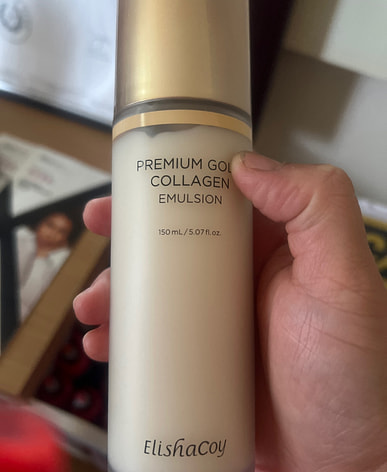 PREMIUM GOL
COLLAGEN
EMULSION
150 mL / 5.07 fl. oz.
ElishaCoy